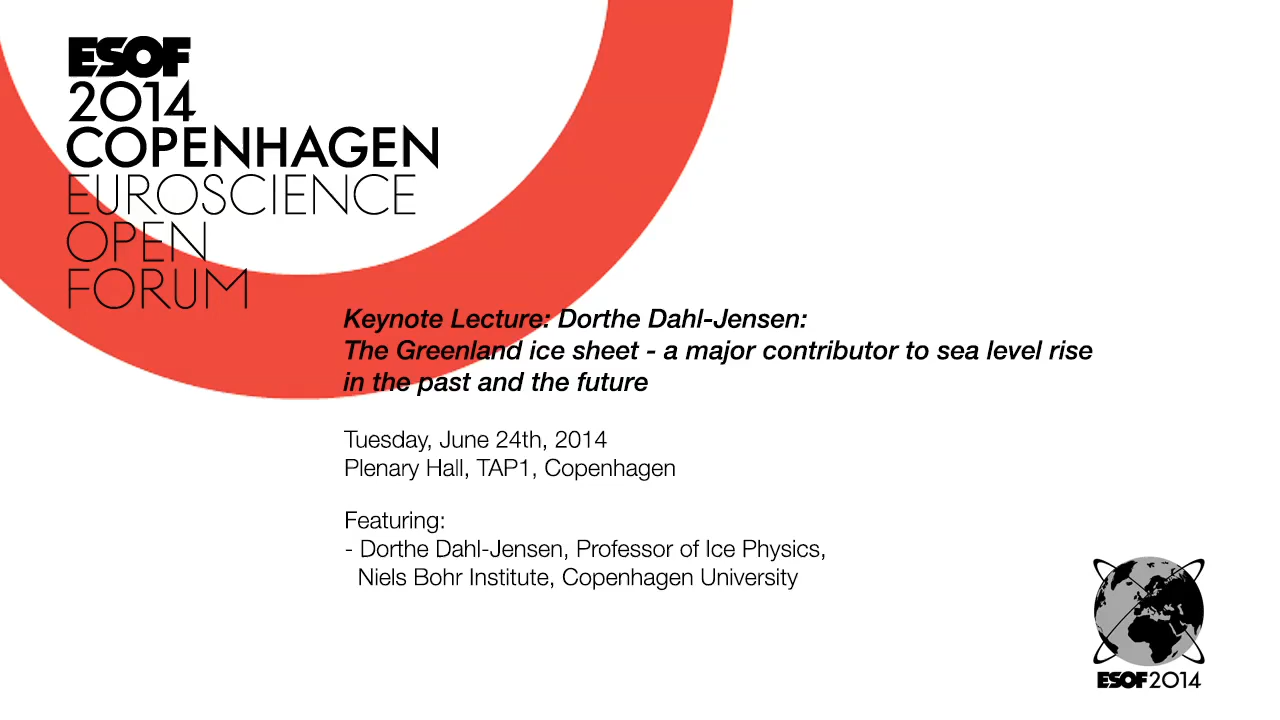 ESOF
2014
COPENHAGEN
EUROSCIENCE
OPEN
FORUM
Keynote Lecture: Dorthe Dahl-Jensen:
The Greenland ice sheet - a major contributor to sea level rise
in the past and the future
Tuesday, June 24th, 2014
Plenary Hall, TAP1, Copenhagen
Featuring:
- Dorthe Dahl-Jensen, Professor of Ice Physics,
Niels Bohr Institute, Copenhagen University
ESOF2014